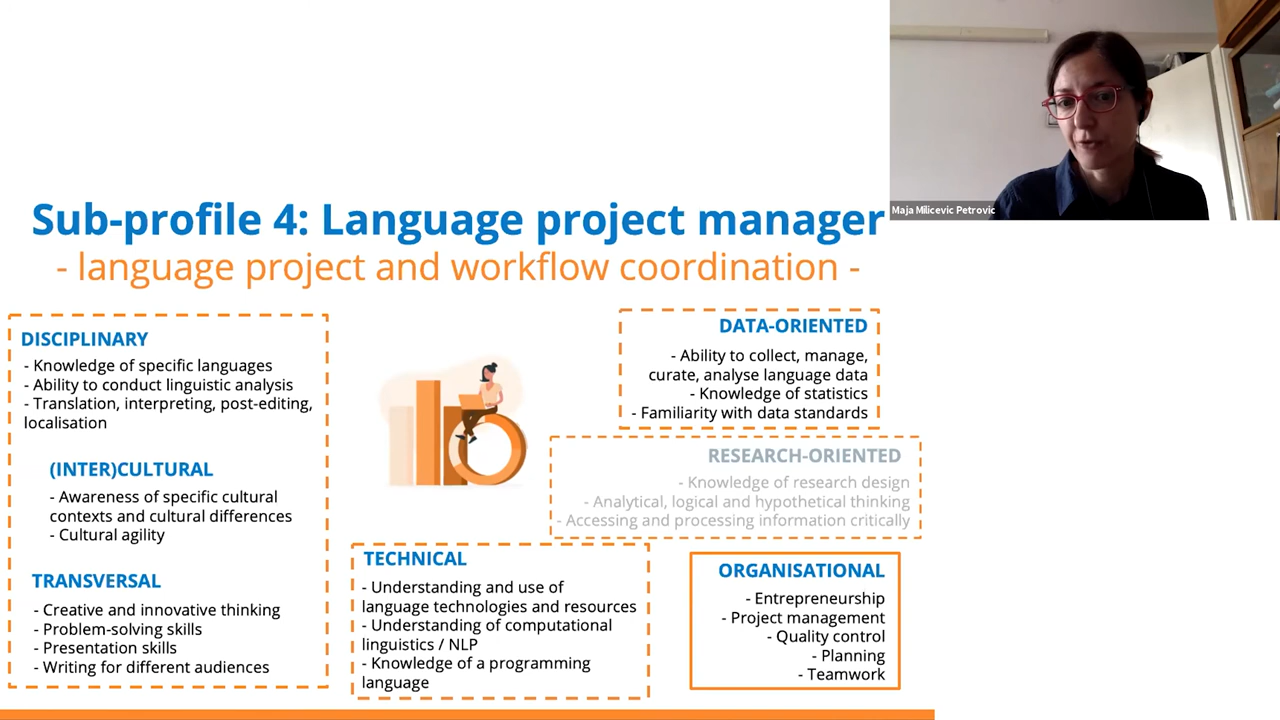 Maja Milicevic Petrovic
Sub-profile 4: Language project manager
- language project and workflow coordination -
DISCIPLINARY
- Knowledge of specific languages
- Ability to conduct linguistic analysis
- Translation, interpreting, post-editing,
localisation
(INTER)CULTURAL
- Awareness of specific cultural
contexts and cultural differences
- Cultural agility
TRANSVERSAL
- Creative and innovative thinking
- Problem-solving skills
- Presentation skills
- Writing for different audiences
DATA-ORIENTED
- Ability to collect, manage,
curate, analyse language data
- Knowledge of statistics
- Familiarity with data standards
RESEARCH-ORIENTED
- Knowledge of research design
- Analytical, logical and hypothetical thinking
- Accessing and processing information critically
TECHNICAL
- Understanding and use of
language technologies and resources
- Understanding of computational
linguistics / NLP
- Knowledge of a programming
language
ORGANISATIONAL
- Entrepreneurship
- Project management
- Quality control
- Planning
- Teamwork